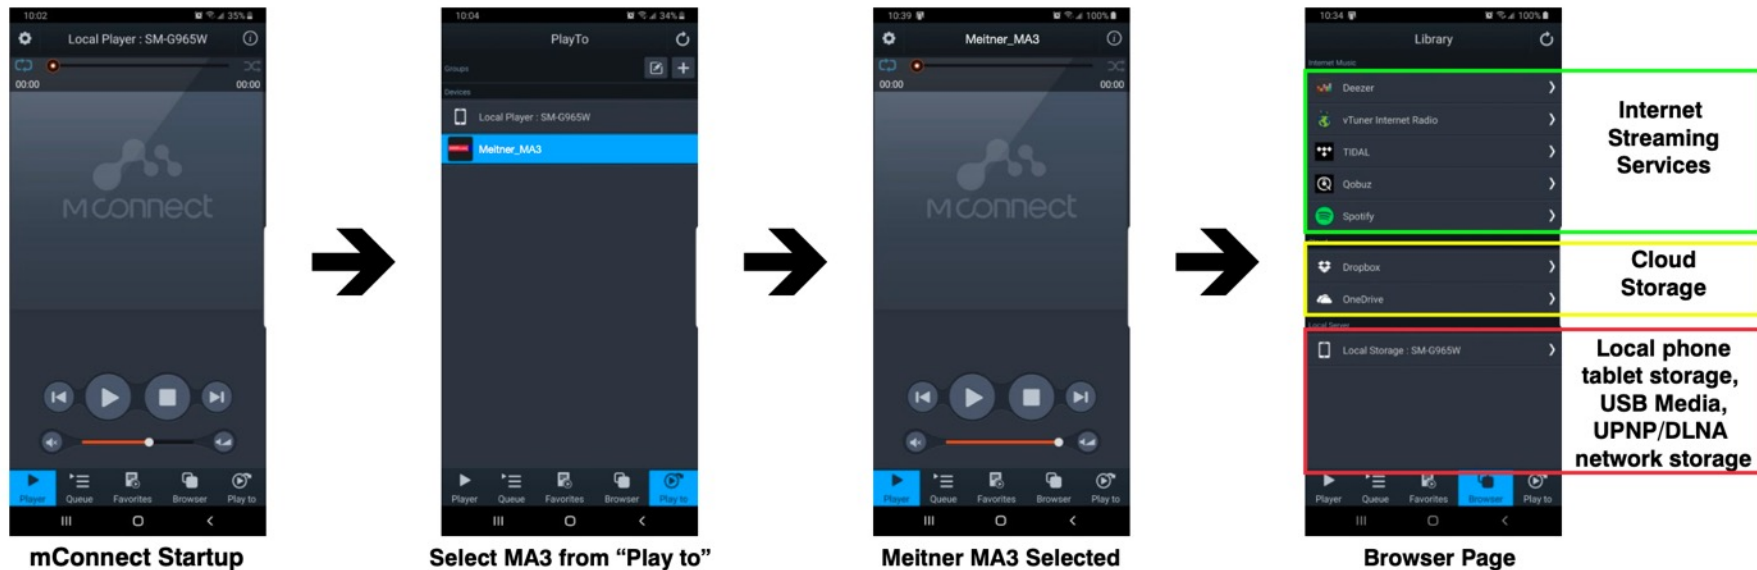 10:02
35%
Local Player : SM-G965W
00:00
00:00
mconnect
Player
Queue
Favorites
Browser
Play to
mConnect Startup
10:04
34%
PlayTo
Groups
Devices
Local Player : SM-G965W
Meitner_MA3
Player
Queue
Favorites
Browser
Play to
Select MA3 from “Play to”
10:39
100%
Meitner_MA3
00:00
00:00
mconnect
Player
Queue
Favorites
Browser
Play to
Meitner MA3 Selected
10:34
100%
Library
Internet Music
Deezer
vTuner Internet Radio
TIDAL
Qobuz
Spotify
Dropbox
OneDrive
Local Server
Local Storage : SM-G965W
Player
Queue
Favorites
Browser
Play to
Browser Page
Internet
Streaming
Services
Cloud
Storage
Local phone
tablet storage,
USB Media,
UPNP/DLNA
network storage